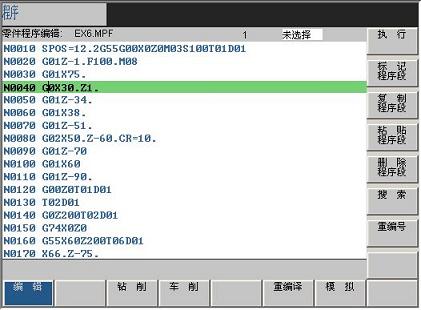 程序
零件程序编辑: EX6.MPF 1 未选择
N0010 SPOS=12.2G55G00X0Z0M03S100T01D01
N0020 G01Z-1.F100.M08
N0030 G01X75.
N0040 G0X30.Z1.
N0050 G01Z-34.
N0060 G01X38.
N0070 G01Z-51.
N0080 G02X50.Z-60.CR=10.
N0090 G01Z-70
N0100 G01X60
N0110 G01Z-90.
N0120 G00Z0T01D01
N0130 T02D01
N0140 G0Z200T02D01
N0150 G74X0Z0
N0160 G55X60Z200T06D01
N0170 X66.Z-75.
执 行
标 记
程序段
复 制
程序段
粘 贴
程序段
删 除
程序段
搜 索
重编号
编 辑
钻 削
车 削
重编译
模 拟